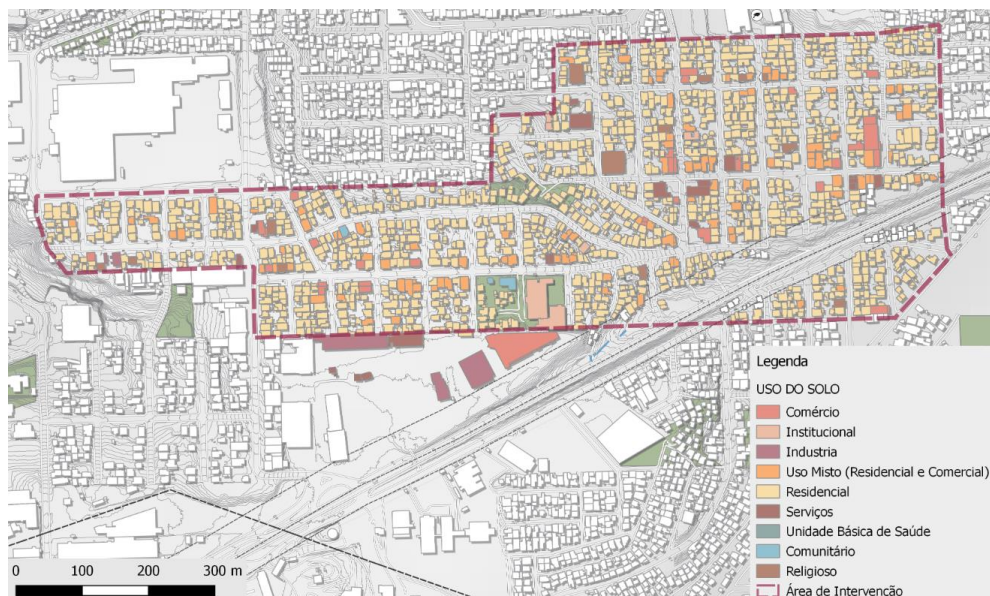 Legenda
USO DO SOLO
Comércio
Institucional
Industria
Uso Misto (Residencial e Comercial)
Residencial
Serviços
Unidade Básica de Saúde
Comunitário
Religioso
Área de Intervenção
0 100 200 300 m